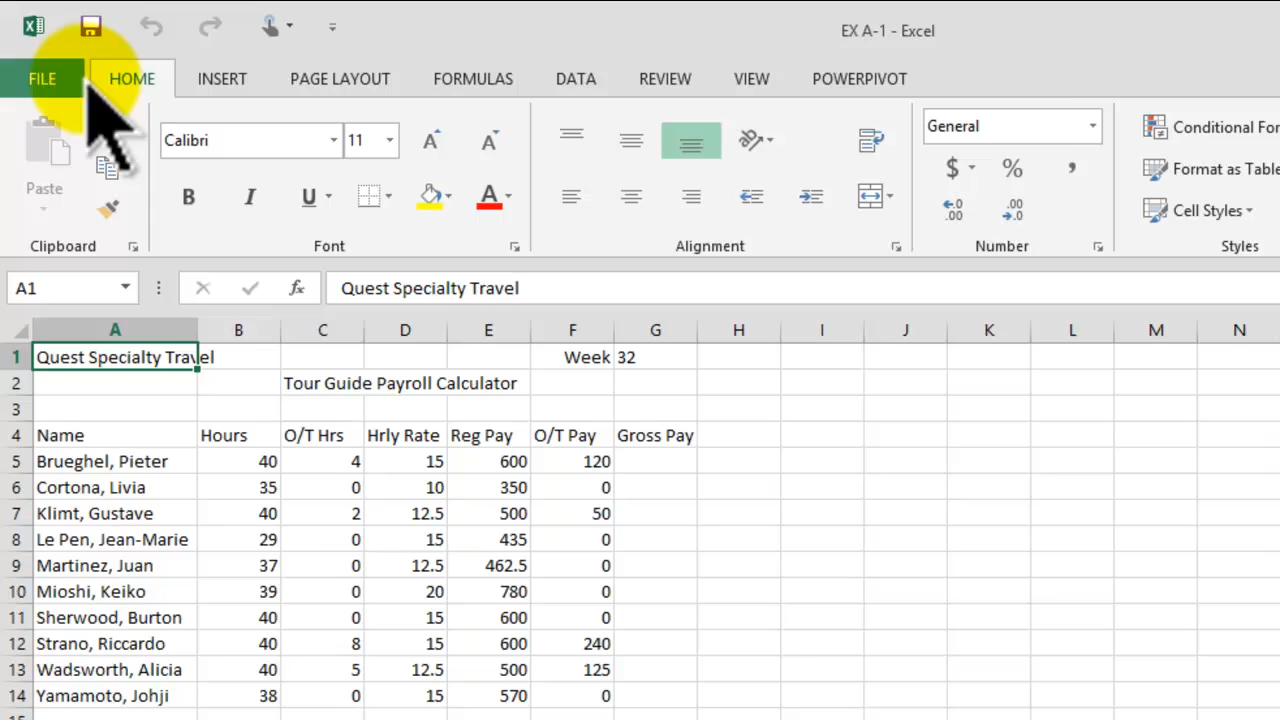 EX A-1 - Excel
FILE HOME INSERT PAGE LAYOUT FORMULAS DATA REVIEW VIEW POWERPIVOT
Calibri 11 General Conditional For
$ % , Format as Table
Paste B I U A Cell Styles
Clipboard Font Alignment Number Styles
A1 fx Quest Specialty Travel
A B C D E F G H I J K L M N
1 Quest Specialty Travel Week 32
2 Tour Guide Payroll Calculator
3
4 Name Hours O/T Hrs Hrly Rate Reg Pay O/T Pay Gross Pay
5 Brueghel, Pieter 40 4 15 600 120
6 Cortona, Livia 35 0 10 350 0
7 Klimt, Gustave 40 2 12.5 500 50
8 Le Pen, Jean-Marie 29 0 15 435 0
9 Martinez, Juan 37 0 12.5 462.5 0
10 Mioshi, Keiko 39 0 20 780 0
11 Sherwood, Burton 40 0 15 600 0
12 Strano, Riccardo 40 8 15 600 240
13 Wadsworth, Alicia 40 5 12.5 500 125
14 Yamamoto, Johji 38 0 15 570 0